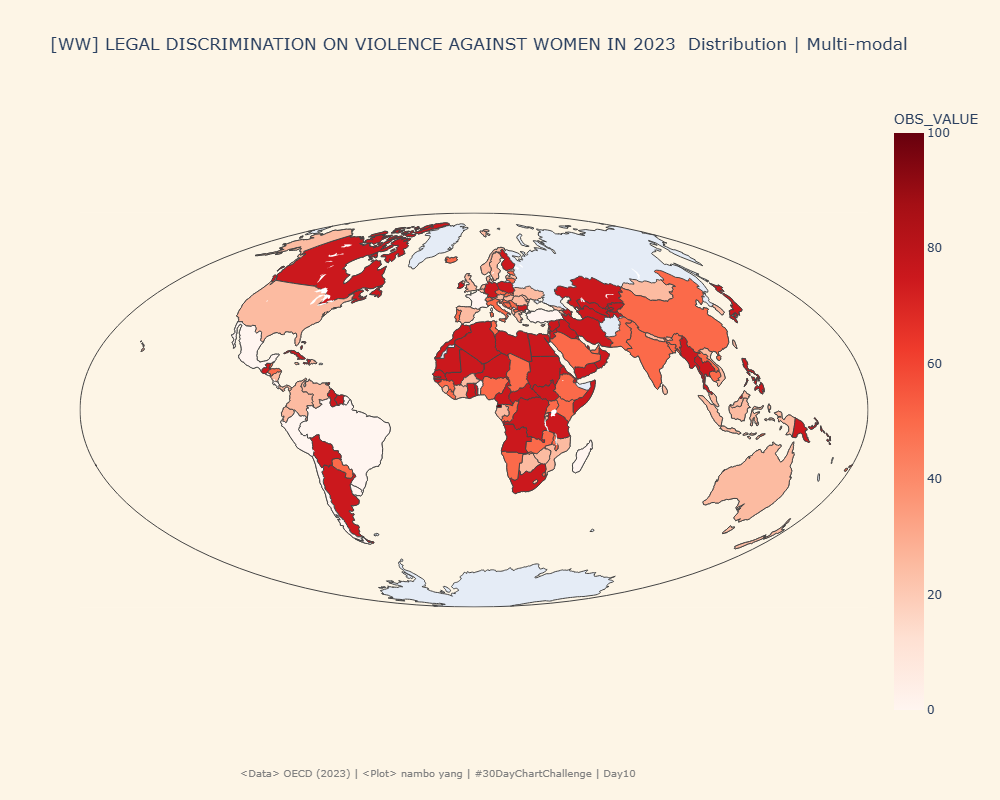 [WW] LEGAL DISCRIMINATION ON VIOLENCE AGAINST WOMEN IN 2023  Distribution | Multi-modal
OBS_VALUE
100
80
60
40
20
0
<Data> OECD (2023) | <Plot> nambo yang | #30DayChartChallenge | Day10